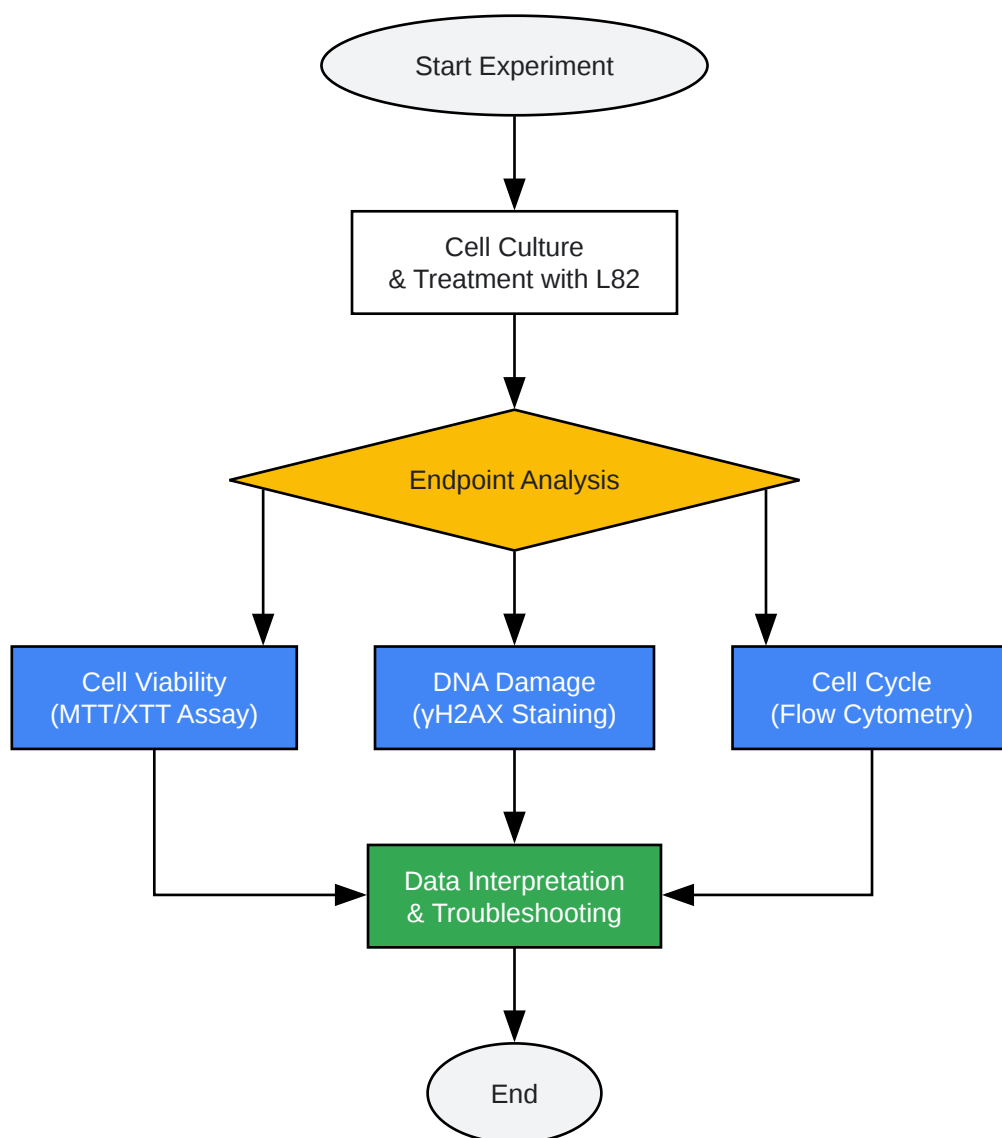 Start Experiment
Cell Culture
& Treatment with L82
Endpoint Analysis
Cell Viability
(MTT/XTT Assay)
DNA Damage
(γH2AX Staining)
Cell Cycle
(Flow Cytometry)
Data Interpretation
& Troubleshooting
End